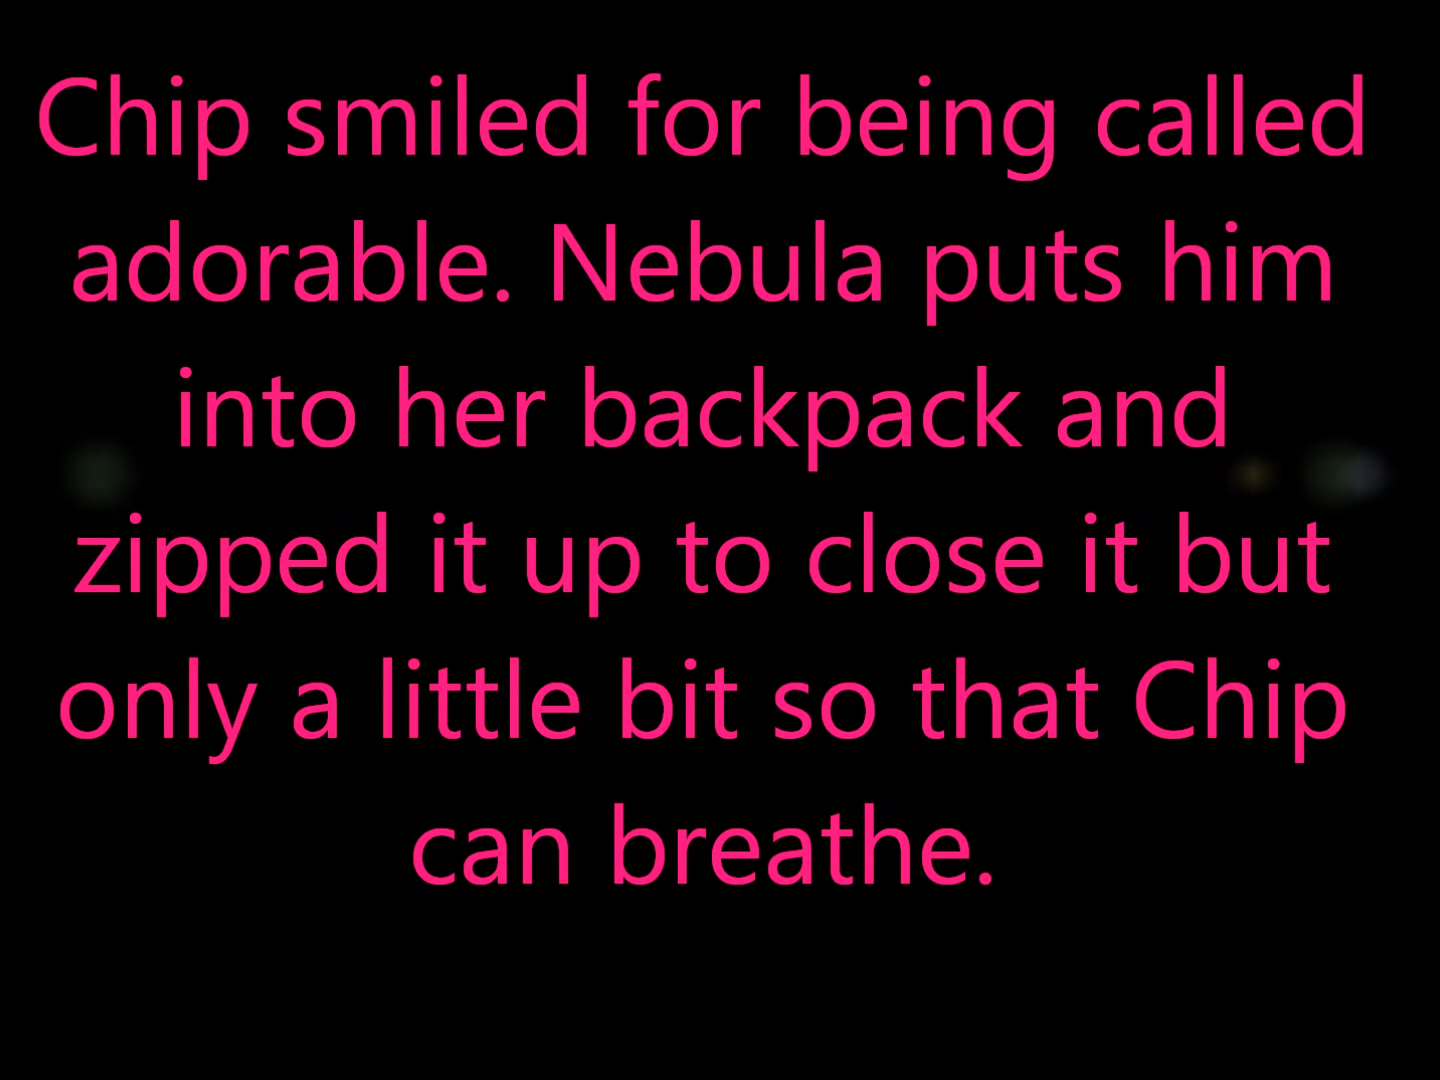 Chip smiled for being called
adorable. Nebula puts him
into her backpack and
zipped it up to close it but
only a little bit so that Chip
can breathe.